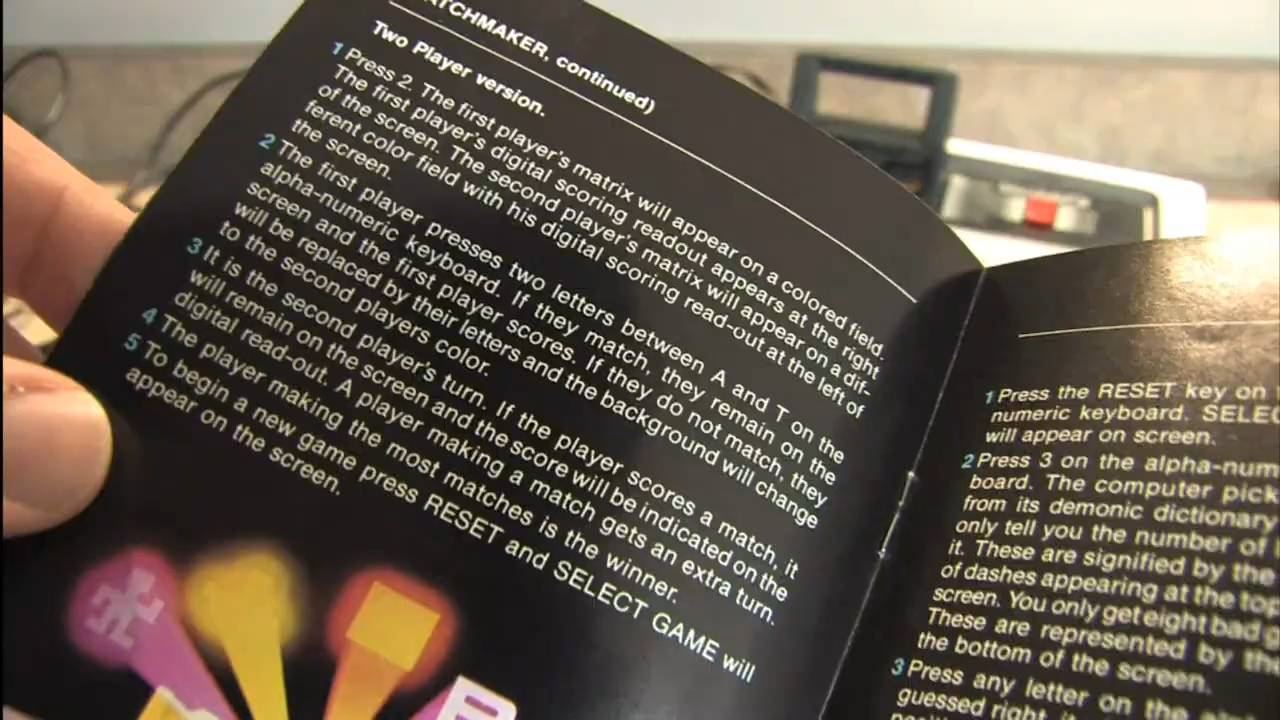 ATCHMAKER, continued)
Two Player version.
1 Press 2. The first player's matrix will appear on a colored field.
The first player's digital scoring readout appears at the right
of the screen. The second player's matrix will appear on a dif-
ferent color field with his digital scoring read-out at the left of
the screen.
2 The first player presses two letters between A and T on the
alpha-numeric keyboard. If they match, they remain on the
screen and the first player scores. If they do not match, they
will be replaced by their letters and the background will change
to the second players color.
3 It is the second player's turn. If the player scores a match, it
will remain on the screen and the score will be indicated on the
digital read-out. A player making a match gets an extra turn.
4 The player making the most matches is the winner.
5 To begin a new game press RESET and SELECT GAME will
appear on the screen.
1 Press the RESET key on
numeric keyboard. SELEC
will appear on screen.
2 Press 3 on the alpha-num
board. The computer pick
from its demonic dictionary
only tell you the number of
it. These are signified by the
of dashes appearing at the top
screen. You only get eight bad g
These are represented by the
the bottom of the screen.
3 Press any letter on the
guessed right,